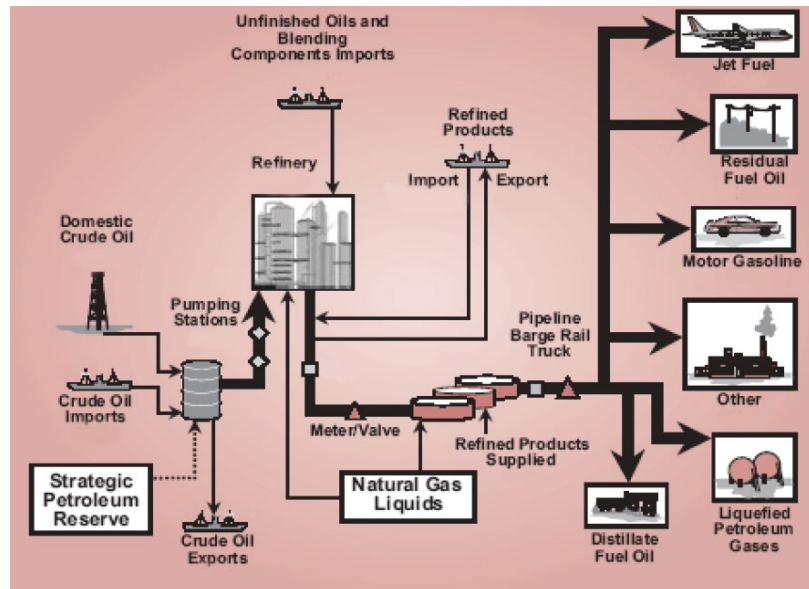 Unfinished Oils and
Blending
Components Imports
Refined
Products
Import
Export
Refinery
Domestic
Crude Oil
Pumping
Stations
Crude Oil
Imports
Strategic
Petroleum
Reserve
Crude Oil
Exports
Meter/Valve
Natural Gas
Liquids
Refined Products
Supplied
Pipeline
Barge Rail
Truck
Jet Fuel
Residual
Fuel Oil
Motor Gasoline
Other
Liquefied
Petroleum
Gases
Distillate
Fuel Oil